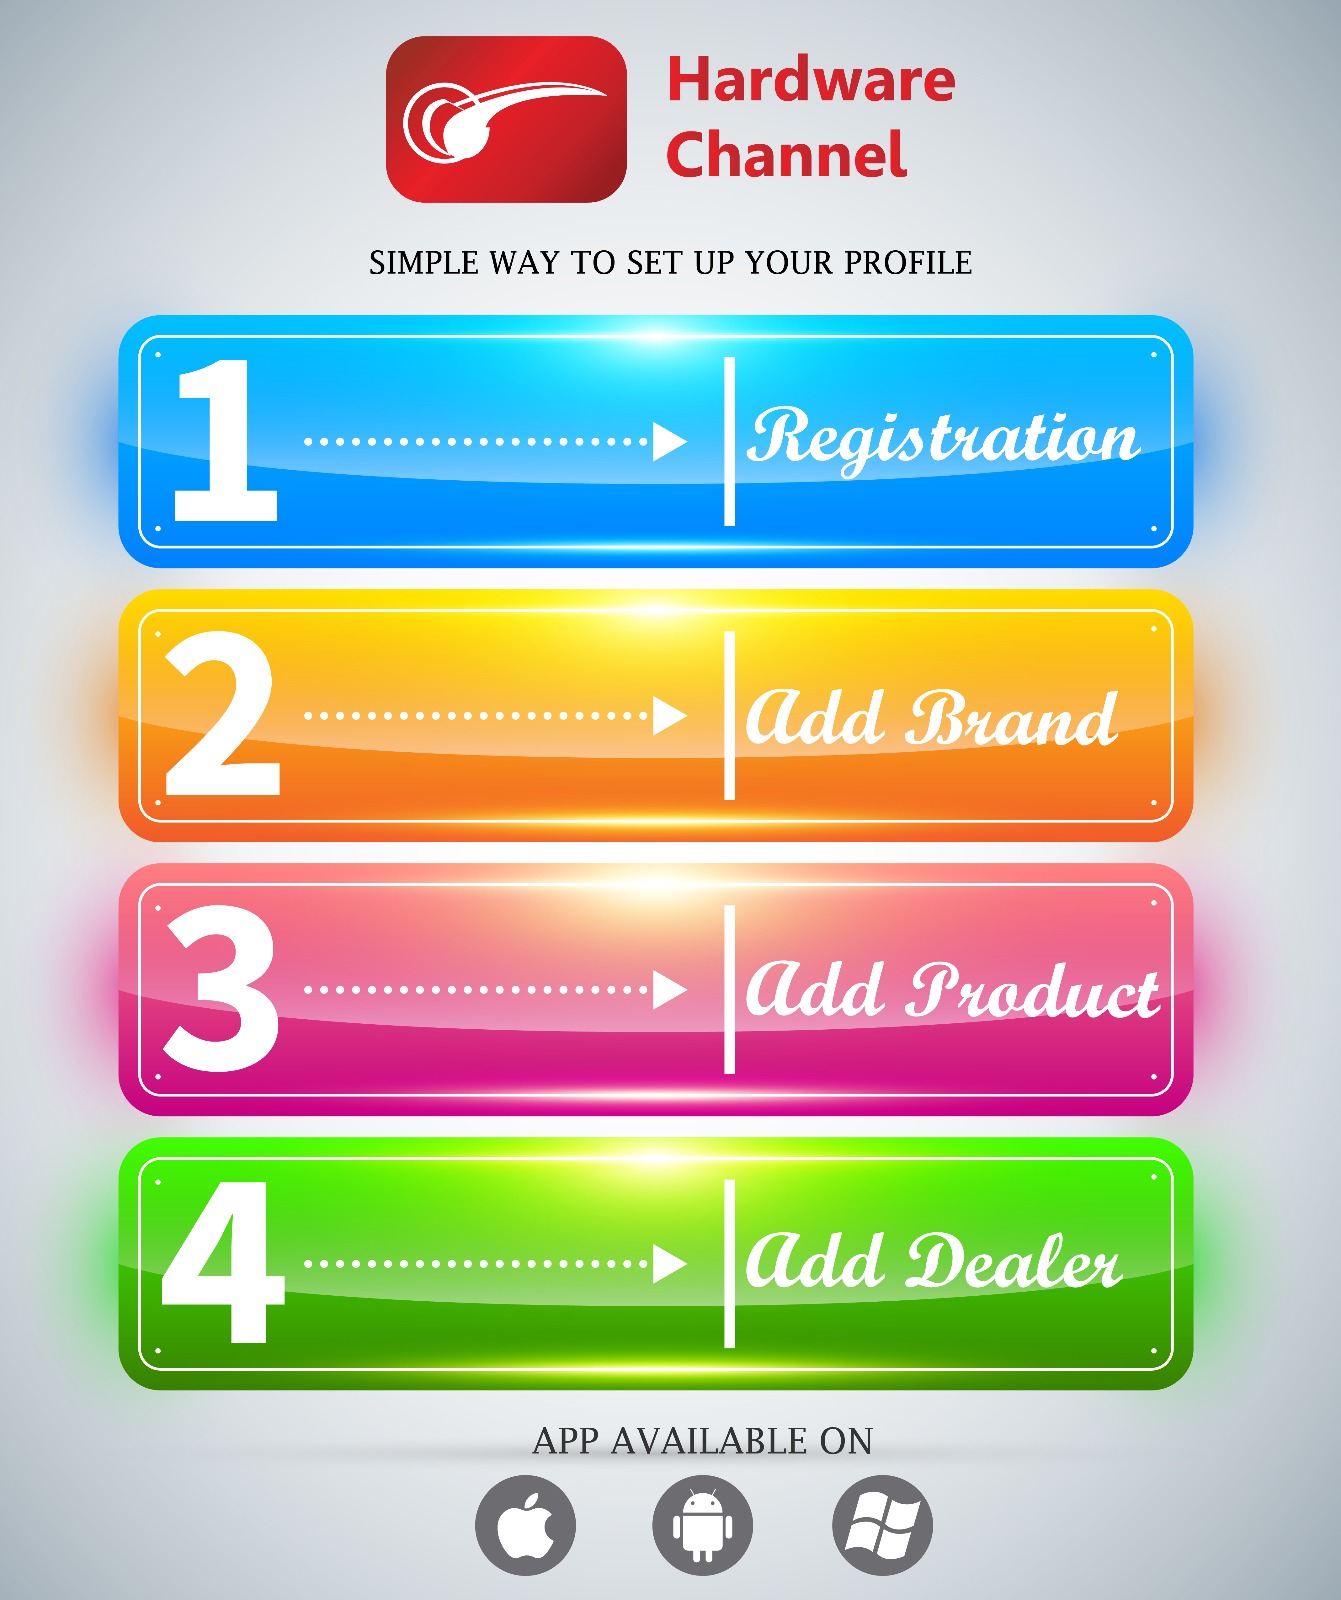 Hardware
Channel
SIMPLE WAY TO SET UP YOUR PROFILE
1 Registration
2 Add Brand
3 Add Product
4 Add Dealer
APP AVAILABLE ON